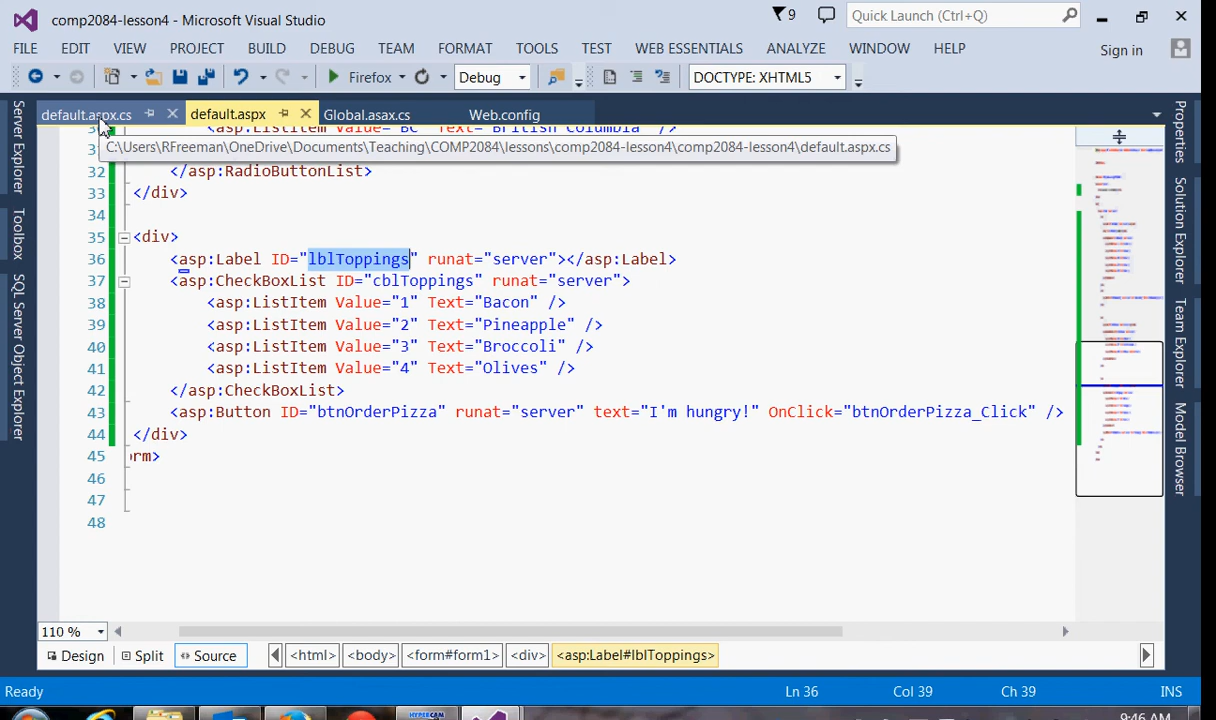 comp2084-lesson4 - Microsoft Visual Studio
9
Quick Launch (Ctrl+Q)
FILE EDIT VIEW PROJECT BUILD DEBUG TEAM FORMAT TOOLS TEST WEB ESSENTIALS ANALYZE WINDOW HELP Sign in
Firefox Debug DOCTYPE: XHTML5
default.aspx.cs default.aspx Global.asax.cs Web.config
C:\Users\RFreeman\OneDrive\Documents\Teaching\COMP2084\lessons\comp2084-lesson4\comp2084-lesson4\default.aspx.cs
32 </asp:RadioButtonList>
33 </div>
34
35 <div>
36 <asp:Label ID="lblToppings" runat="server"></asp:Label>
37 <asp:CheckBoxList ID="cblToppings" runat="server">
38 <asp:ListItem Value="1" Text="Bacon" />
39 <asp:ListItem Value="2" Text="Pineapple" />
40 <asp:ListItem Value="3" Text="Broccoli" />
41 <asp:ListItem Value="4" Text="Olives" />
42 </asp:CheckBoxList>
43 <asp:Button ID="btnOrderPizza" runat="server" text="I'm hungry!" OnClick="btnOrderPizza_Click" />
44 </div>
45 rm>
46
47
48
110 %
Design Split Source <html> <body> <form#form1> <div> <asp:Label#lblToppings>
Ready Ln 36 Col 39 Ch 39 INS
9:46 AM
HYPERCAM
Server Explorer
Toolbox
SQL Server Object Explorer
Properties
Solution Explorer
Team Explorer
Model Browser